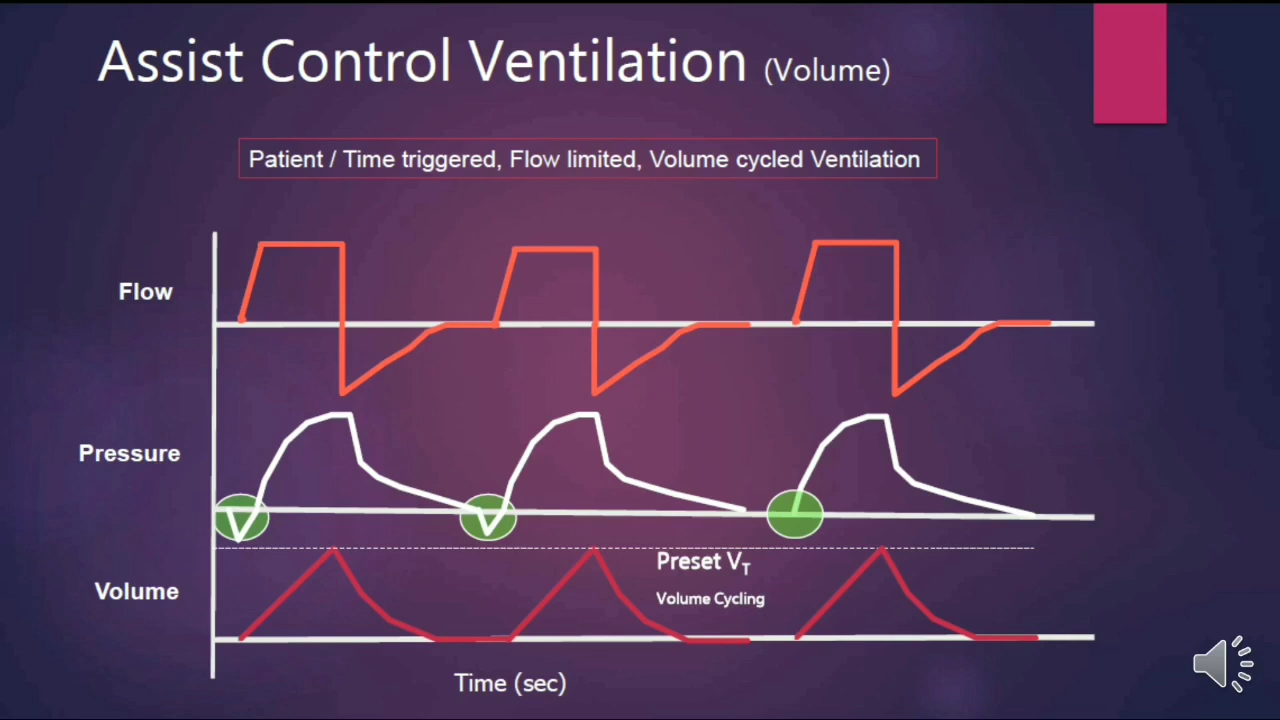 Assist Control Ventilation (Volume)
Patient / Time triggered, Flow limited, Volume cycled Ventilation
Flow
Pressure
Preset VT
Volume
Volume Cycling
Time (sec)